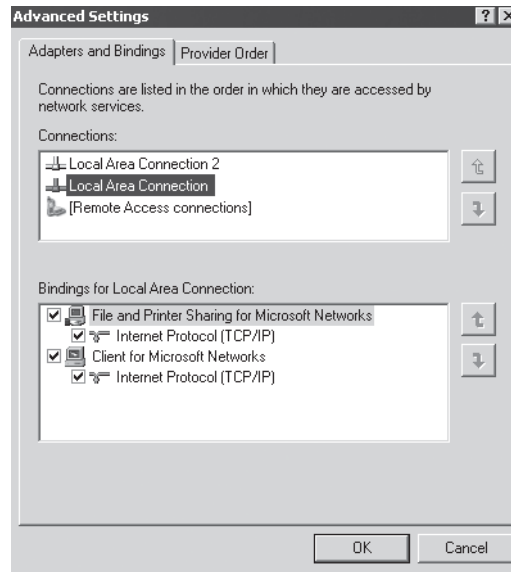 Advanced Settings
Adapters and Bindings Provider Order
Connections are listed in the order in which they are accessed by
network services.
Connections:
Local Area Connection 2
Local Area Connection
[Remote Access connections]
Bindings for Local Area Connection:
File and Printer Sharing for Microsoft Networks
Internet Protocol (TCP/IP)
Client for Microsoft Networks
Internet Protocol (TCP/IP)
OK Cancel